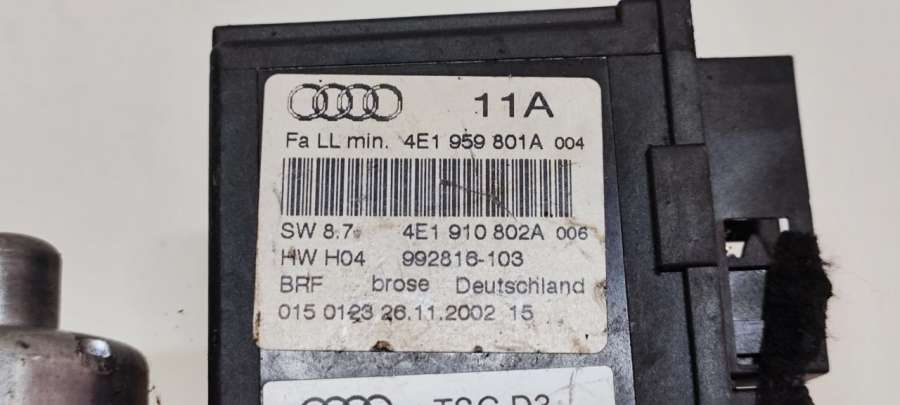 11A
Fa LL min. 4E1 959 801A 004
SW 8.7 4E1 910 802A 006
HW H04 992816-103
BRF brose Deutschland
015 0123 26.11.2002 15